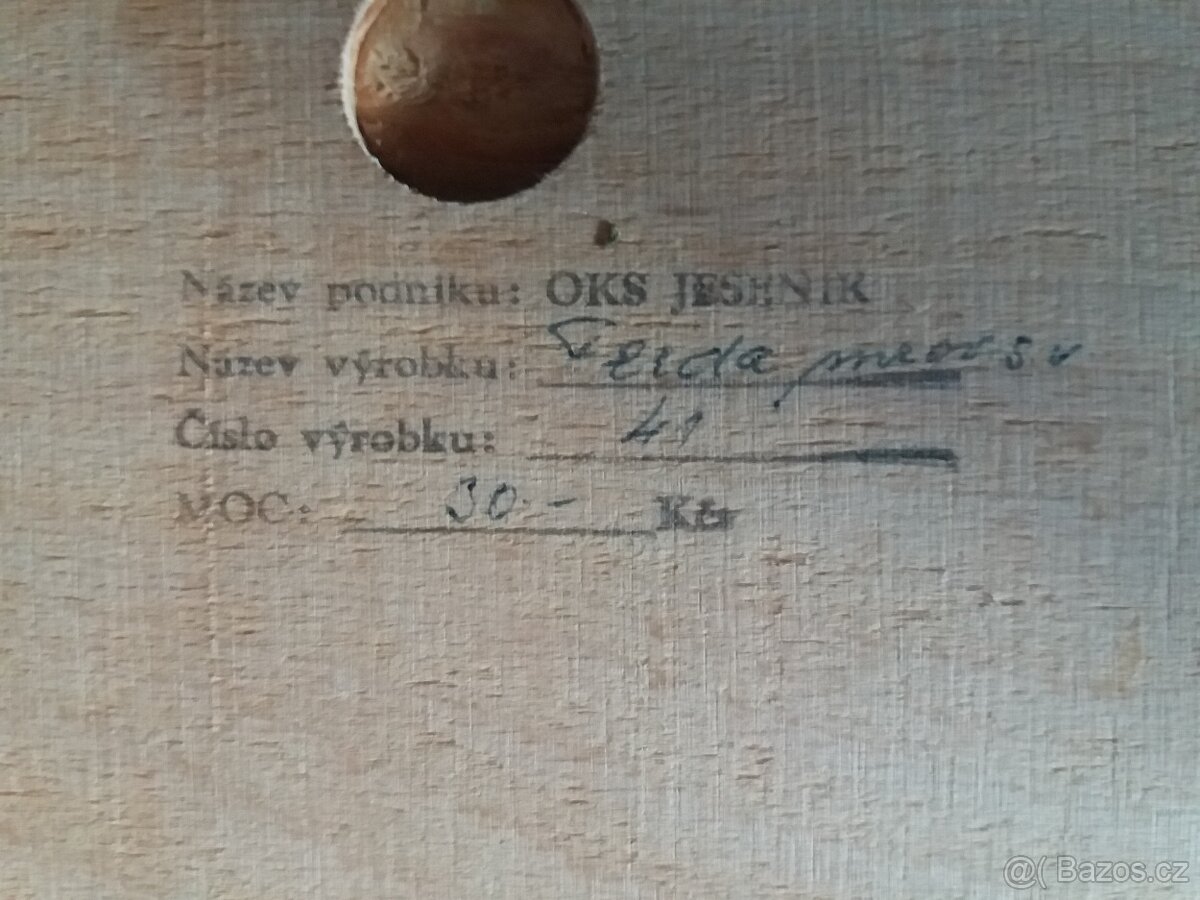 Název podniku: OKS JESENIK
Název výrobku:
Číslo výrobku: 41
MOC: 30.- Kčs
@( Bazos.cz